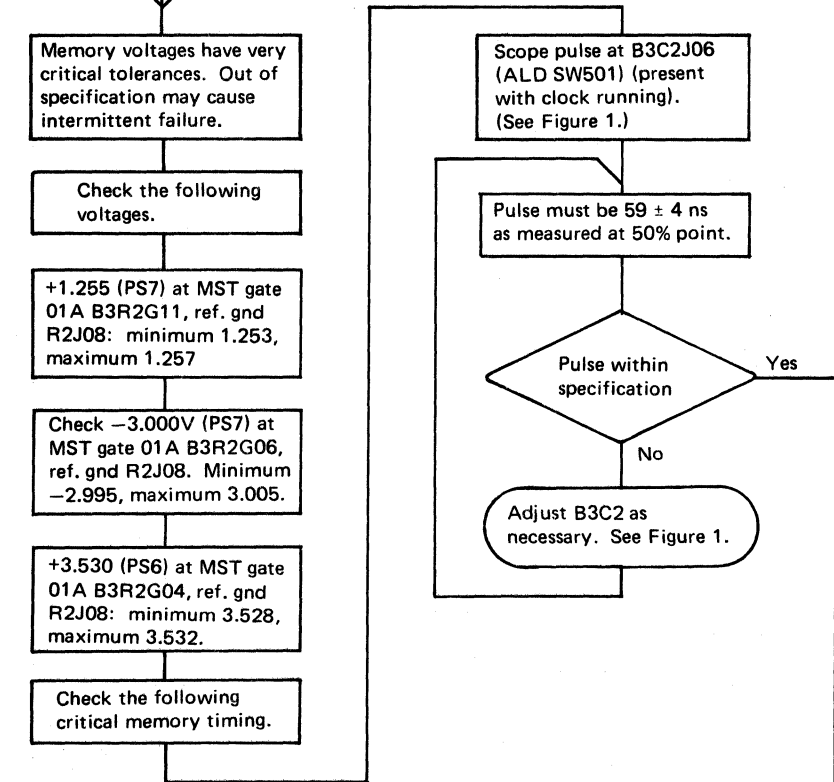 Memory voltages have very
critical tolerances. Out of
specification may cause
intermittent failure.
Check the following
voltages.
+1.255 (PS7) at MST gate
01A B3R2G11, ref. gnd
R2J08: minimum 1.253,
maximum 1.257
Check −3.000V (PS7) at
MST gate 01A B3R2G06,
ref. gnd R2J08. Minimum
−2.995, maximum 3.005.
+3.530 (PS6) at MST gate
01A B3R2G04, ref. gnd
R2J08: minimum 3.528,
maximum 3.532.
Check the following
critical memory timing.
Scope pulse at B3C2J06
(ALD SW501) (present
with clock running).
(See Figure 1.)
Pulse must be 59 ± 4 ns
as measured at 50% point.
Pulse within
specification
Yes
No
Adjust B3C2 as
necessary. See Figure 1.